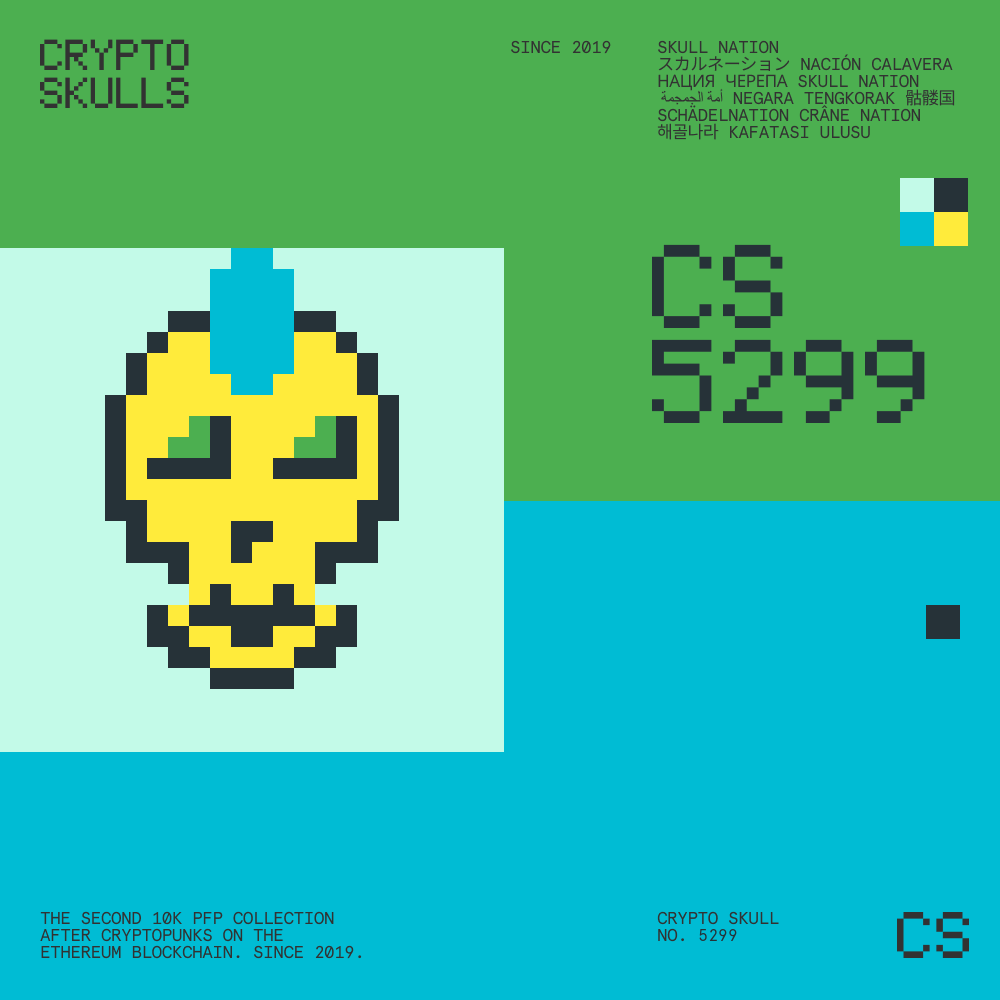 CRYPTO
SKULLS
SINCE 2019
SKULL NATION
スカルネーション NACIÓN CALAVERA
НАЦИЯ ЧЕРЕПА SKULL NATION
أمة الجمجمة NEGARA TENGKORAK 骷髅国
SCHÄDELNATION CRÂNE NATION
해골나라 KAFATASI ULUSU
CS
5299
THE SECOND 10K PFP COLLECTION
AFTER CRYPTOPUNKS ON THE
ETHEREUM BLOCKCHAIN. SINCE 2019.
CRYPTO SKULL
NO. 5299
CS